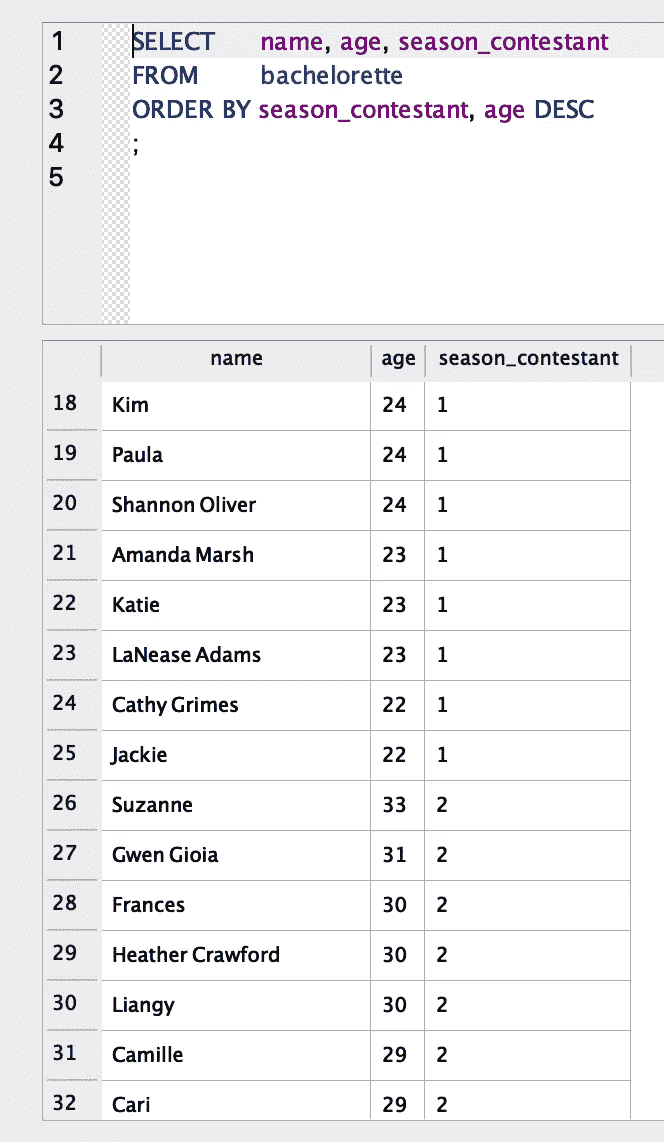 1 SELECT name, age, season_contestant
2 FROM bachelorette
3 ORDER BY season_contestant, age DESC
4 ;
5
name age season_contestant
18 Kim 24 1
19 Paula 24 1
20 Shannon Oliver 24 1
21 Amanda Marsh 23 1
22 Katie 23 1
23 LaNease Adams 23 1
24 Cathy Grimes 22 1
25 Jackie 22 1
26 Suzanne 33 2
27 Gwen Gioia 31 2
28 Frances 30 2
29 Heather Crawford 30 2
30 Liangy 30 2
31 Camille 29 2
32 Cari 29 2